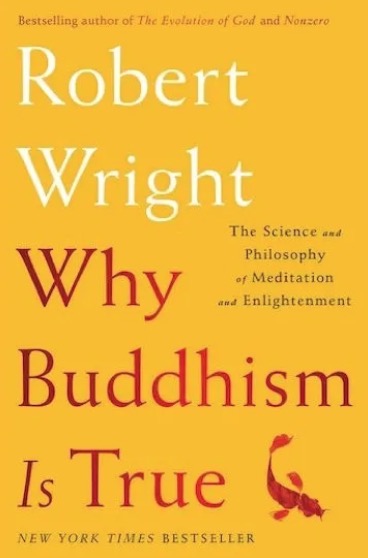 Bestselling author of The Evolution of God and Nonzero
Robert
Wright
The Science and
Philosophy
of Meditation
and Enlightenment
Why
Buddhism
Is True
NEW YORK TIMES BESTSELLER